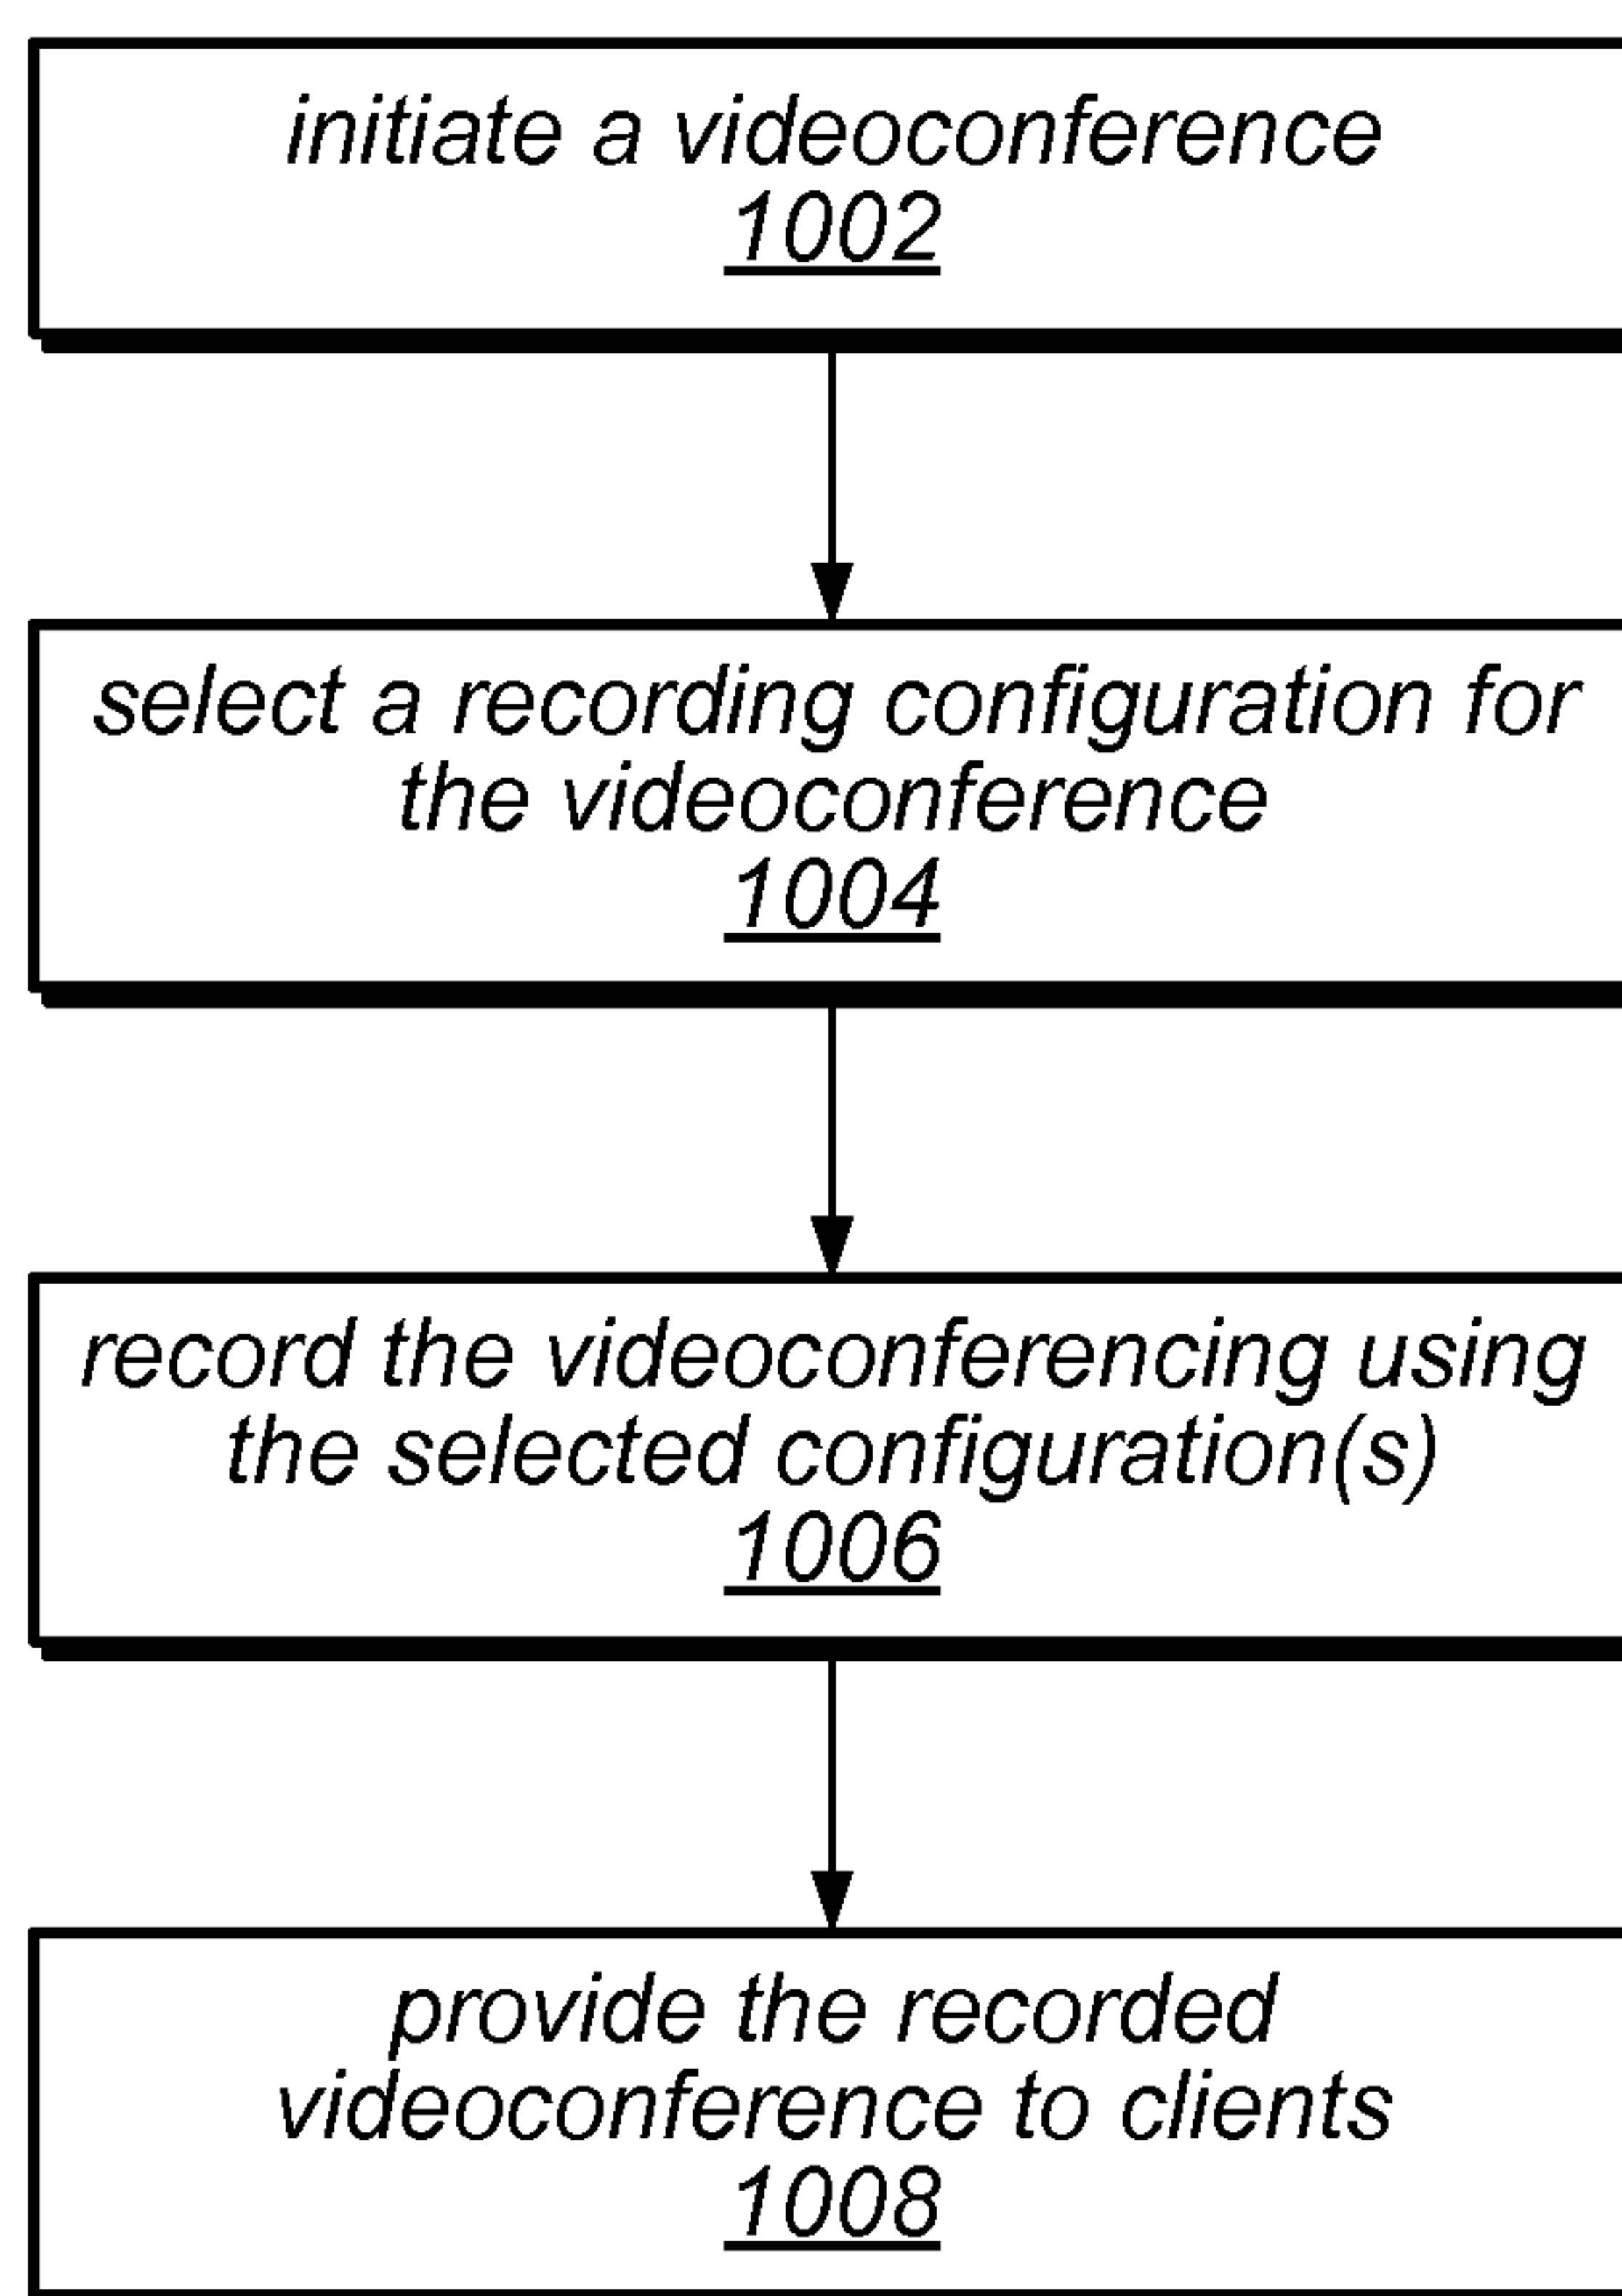 initiate a videoconference
1002
select a recording configuration for
the videoconference
1004
record the videoconferencing using
the selected configuration(s)
1006
provide the recorded
videoconference to clients
1008